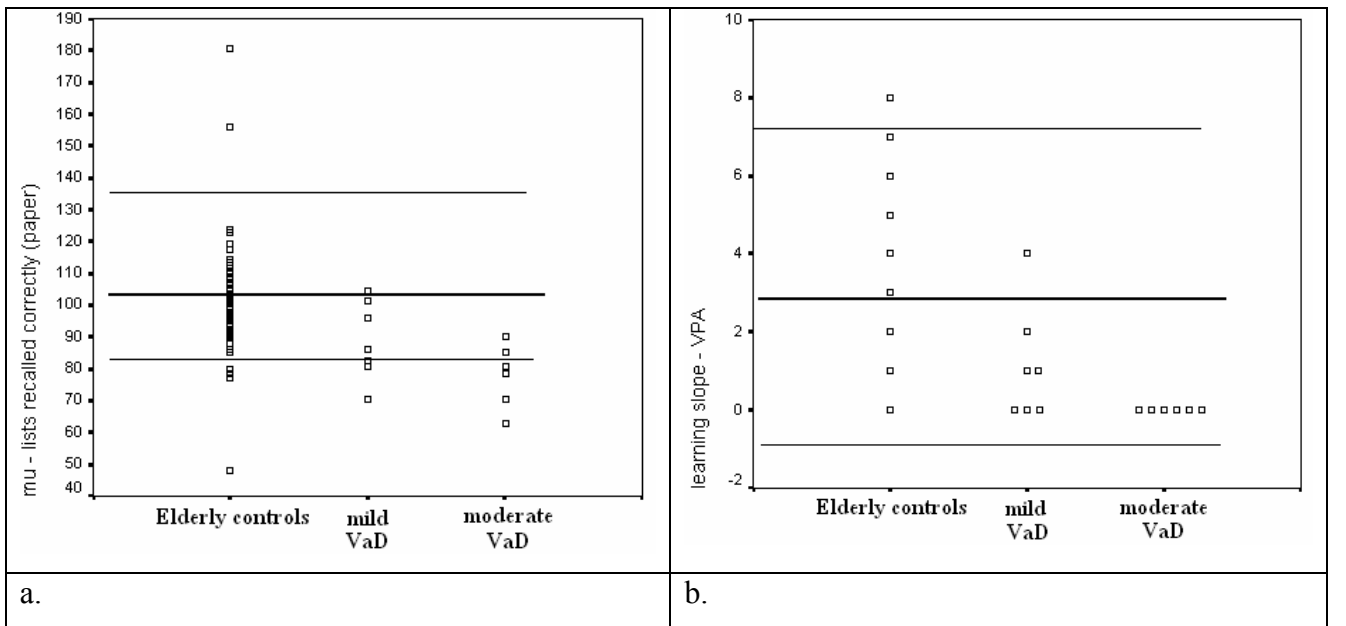 190
180
170
160
150
140
130
120
110
100
90
80
70
60
50
40
mu - lists recalled correctly (paper)
Elderly controls
mild
VaD
moderate
VaD
a.
10
8
6
4
2
0
-2
learning slope - VPA
Elderly controls
mild
VaD
moderate
VaD
b.